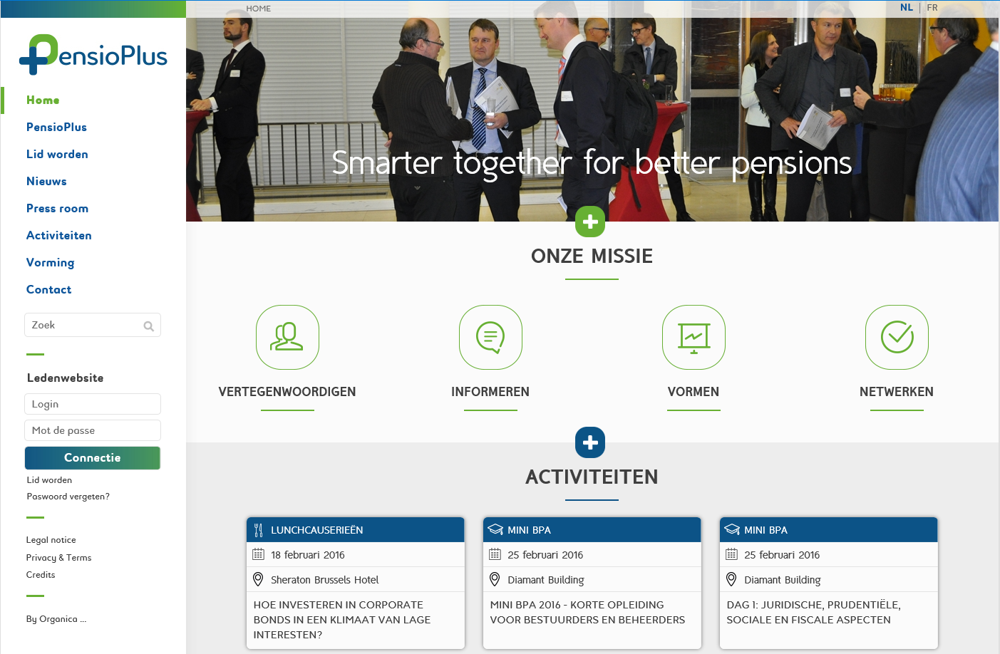 HOME
NL | FR
PensioPlus
Home
PensioPlus
Lid worden
Nieuws
Press room
Activiteiten
Vorming
Contact
Zoek
Ledenwebsite
Login
Mot de passe
Connectie
Lid worden
Paswoord vergeten?
Legal notice
Privacy & Terms
Credits
By Organica ...
Smarter together for better pensions
ONZE MISSIE
VERTEGENWOORDIGEN
INFORMEREN
VORMEN
NETWERKEN
ACTIVITEITEN
LUNCHCAUSERIEËN
18 februari 2016
Sheraton Brussels Hotel
HOE INVESTEREN IN CORPORATE
BONDS IN EEN KLIMAAT VAN LAGE
INTERESTEN?
MINI BPA
25 februari 2016
Diamant Building
MINI BPA 2016 - KORTE OPLEIDING
VOOR BESTUURDERS EN BEHEERDERS
MINI BPA
25 februari 2016
Diamant Building
DAG 1: JURIDISCHE, PRUDENTIËLE,
SOCIALE EN FISCALE ASPECTEN